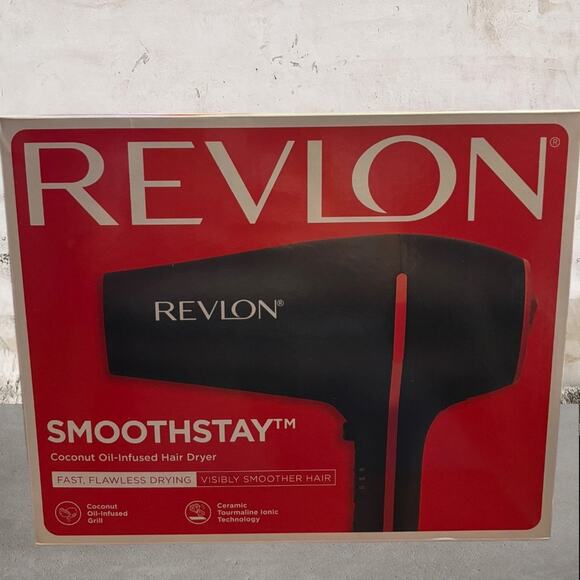 REVLON®
REVLON®
SMOOTHSTAY™
Coconut Oil-Infused Hair Dryer
FAST, FLAWLESS DRYING VISIBLY SMOOTHER HAIR
Coconut
Oil-Infused
Grill
Ceramic
Tourmaline Ionic
Technology